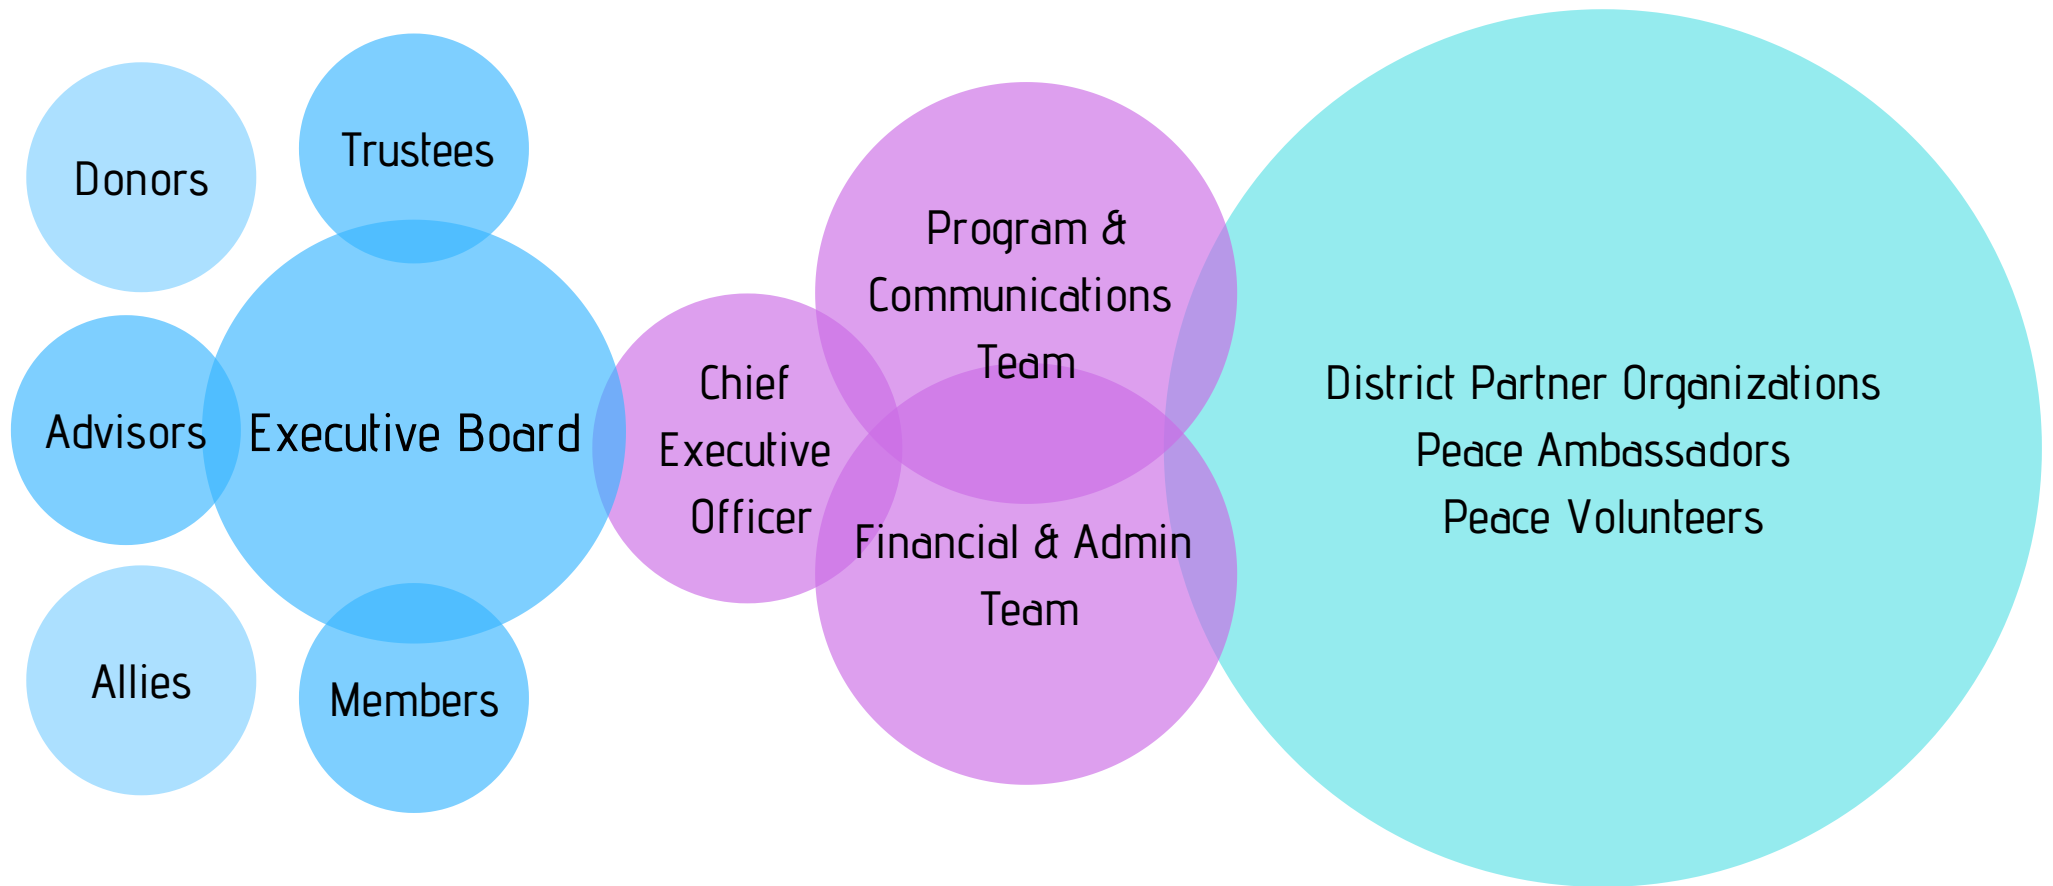 Donors
Trustees
Advisors
Executive Board
Allies
Members
Chief
Executive
Officer
Program &
Communications
Team
Financial & Admin
Team
District Partner Organizations
Peace Ambassadors
Peace Volunteers